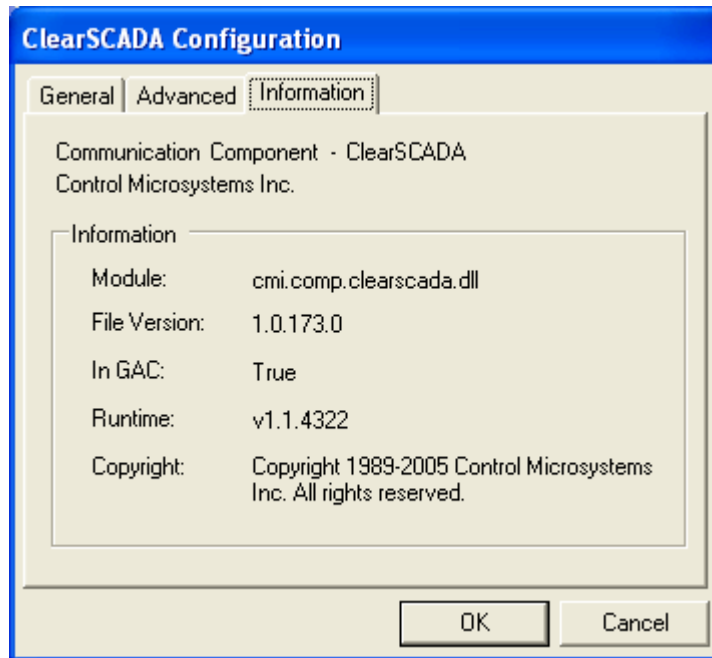 ClearSCADA Configuration
General Advanced Information
Communication Component - ClearSCADA
Control Microsystems Inc.
Information
Module: cmi.comp.clearscada.dll
File Version: 1.0.173.0
In GAC: True
Runtime: v1.1.4322
Copyright: Copyright 1989-2005 Control Microsystems
Inc. All rights reserved.
OK Cancel